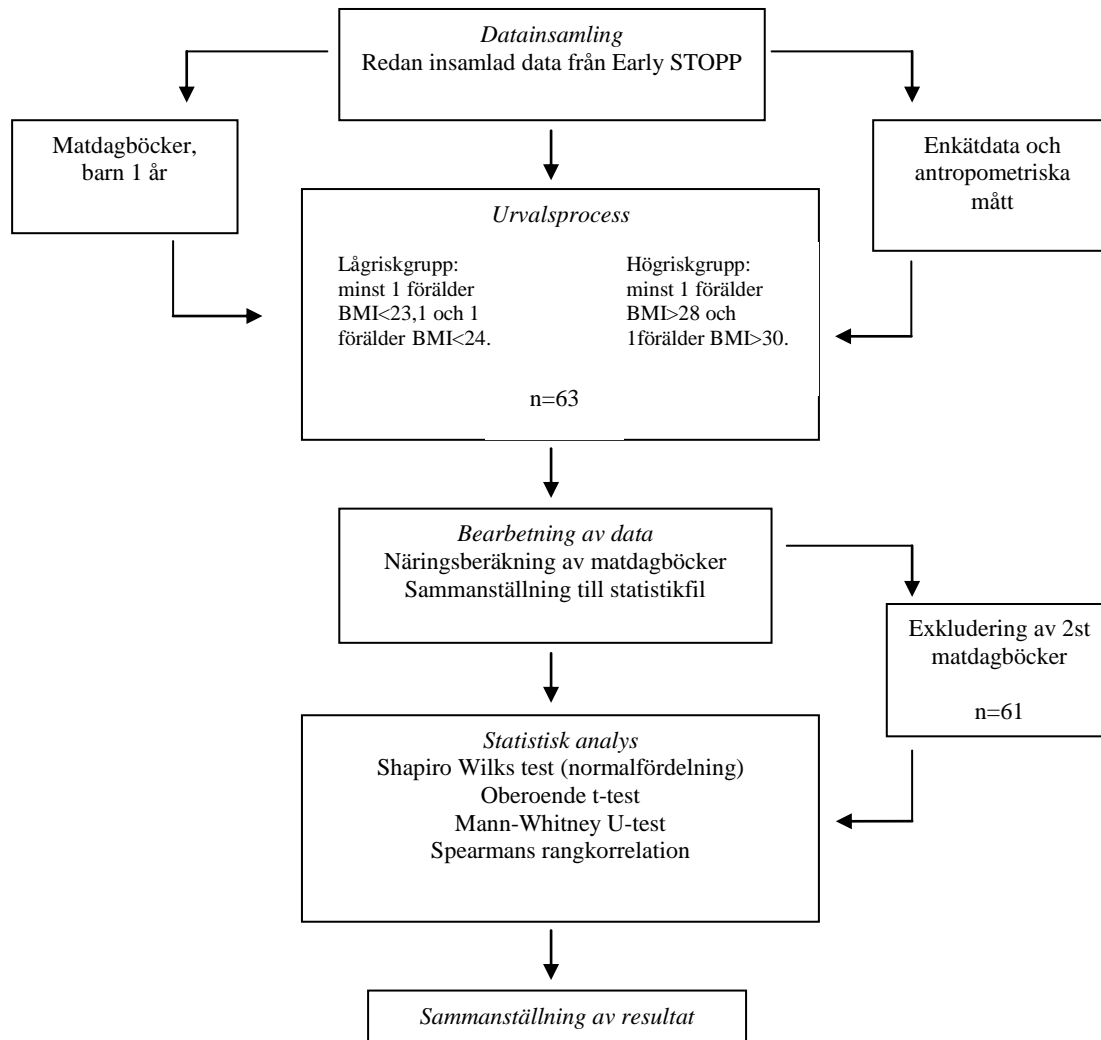 Datainsamling
Redan insamlad data från Early STOPP
Matdagböcker,
barn 1 år
Enkätdata och
antropometriska
mått
Urvalsprocess
Lågriskgrupp:
minst 1 förälder
BMI<23,1 och 1
förälder BMI<24.
Högriskgrupp:
minst 1 förälder
BMI>28 och
1förälder BMI>30.
n=63
Bearbetning av data
Näringsberäkning av matdagböcker
Sammanställning till statistikfil
Exkludering av 2st
matdagböcker
n=61
Statistisk analys
Shapiro Wilks test (normalfördelning)
Oberoende t-test
Mann-Whitney U-test
Spearmans rangkorrelation
Sammanställning av resultat